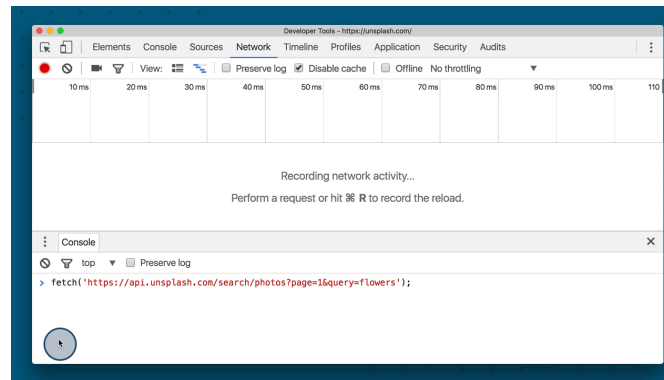 Developer Tools - https://unsplash.com/
Elements Console Sources Network Timeline Profiles Application Security Audits
View: Preserve log Disable cache Offline No throttling
10 ms 20 ms 30 ms 40 ms 50 ms 60 ms 70 ms 80 ms 90 ms 100 ms 110
Recording network activity...
Perform a request or hit ⌘ R to record the reload.
Console
top Preserve log
> fetch('https://api.unsplash.com/search/photos?page=1&query=flowers');